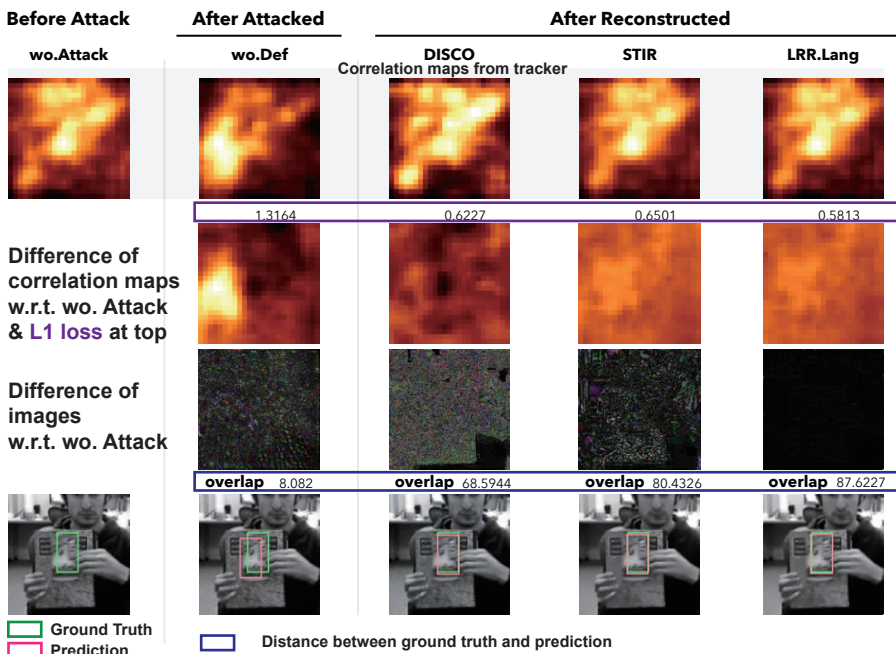 Before Attack After Attacked After Reconstructed
wo.Attack wo.Def DISCO STIR LRR.Lang
Correlation maps from tracker
1.3164 0.6227 0.6501 0.5813
Difference of
correlation maps
w.r.t. wo. Attack
& L1 loss at top
Difference of
images
w.r.t. wo. Attack
overlap 8.082 overlap 68.5944 overlap 80.4326 overlap 87.6227
Ground Truth
Prediction
Distance between ground truth and prediction